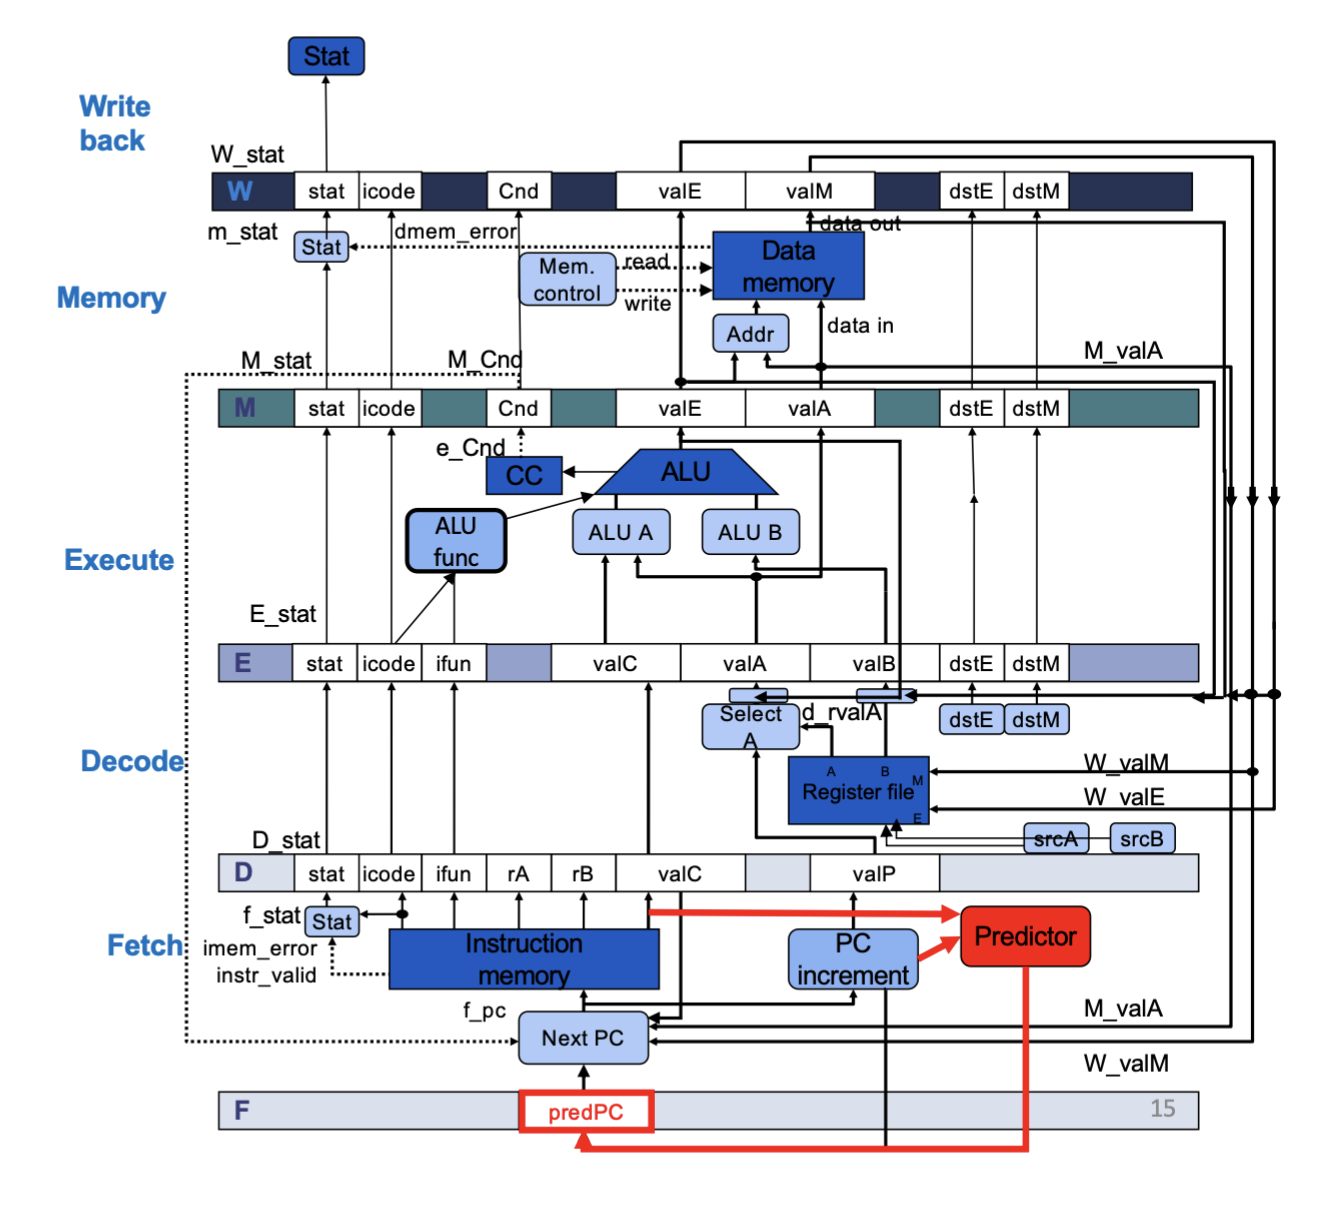 Stat
Write
back
W_stat
W stat icode Cnd valE valM dstE dstM
m_stat
Stat
dmem_error
data out
read
Mem.
control
write
Data
memory
Memory
Addr
data in
M_stat
M_Cnd
M_valA
M stat icode Cnd valE valA dstE dstM
e_Cnd
CC
ALU
ALU
func
ALU A
ALU B
Execute
E_stat
E stat icode ifun valC valA valB dstE dstM
Select
A
d_rvalA
dstE
dstM
Decode
A B M
Register file
E
W_valM
W_valE
srcA
srcB
D_stat
D stat icode ifun rA rB valC valP
f_stat
Stat
Fetch
imem_error
instr_valid
Instruction
memory
PC
increment
Predictor
f_pc
Next PC
M_valA
W_valM
F predPC 15